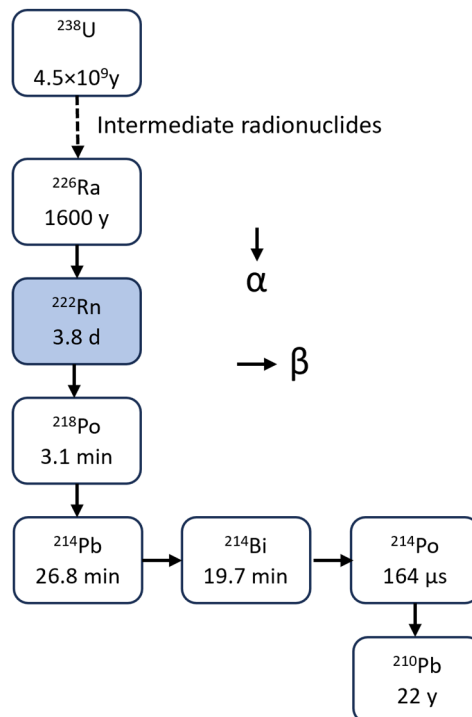 ²³⁸U
4.5×10⁹y
Intermediate radionuclides
²²⁶Ra
1600 y
α
²²²Rn
3.8 d
β
²¹⁸Po
3.1 min
²¹⁴Pb
26.8 min
²¹⁴Bi
19.7 min
²¹⁴Po
164 µs
²¹⁰Pb
22 y